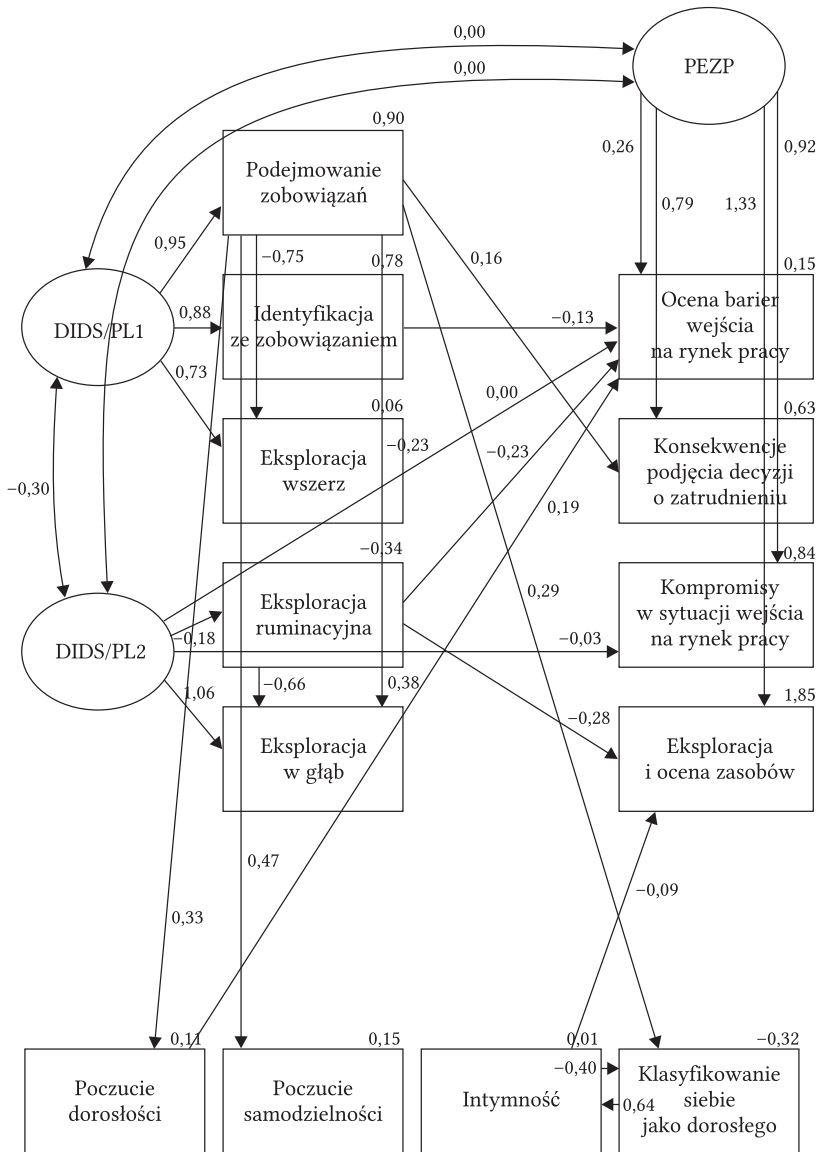 0,00
PEZP
0,00
0,90
0,26
0,92
Podejmowanie
zobowiązań
0,79
1,33
0,95
−0,75
0,78
0,16
0,15
DIDS/PL1
0,88
Identyfikacja
ze zobowiązaniem
−0,13
Ocena barier
wejścia
na rynek pracy
0,73
0,06
0,00
0,63
−0,30
Eksploracja
wszerz
−0,23
−0,23
Konsekwencje
podjęcia decyzji
o zatrudnieniu
0,19
−0,34
0,84
Eksploracja
ruminacyjna
0,29
Kompromisy
w sytuacji wejścia
na rynek pracy
DIDS/PL2
−0,18
−0,03
1,06
−0,66
0,38
1,85
−0,28
Eksploracja
w głąb
Eksploracja
i ocena zasobów
0,47
−0,09
0,33
0,11
0,15
0,01
−0,32
Poczucie
dorosłości
Poczucie
samodzielności
Intymność
−0,40
0,64
Klasyfikowanie
siebie
jako dorosłego